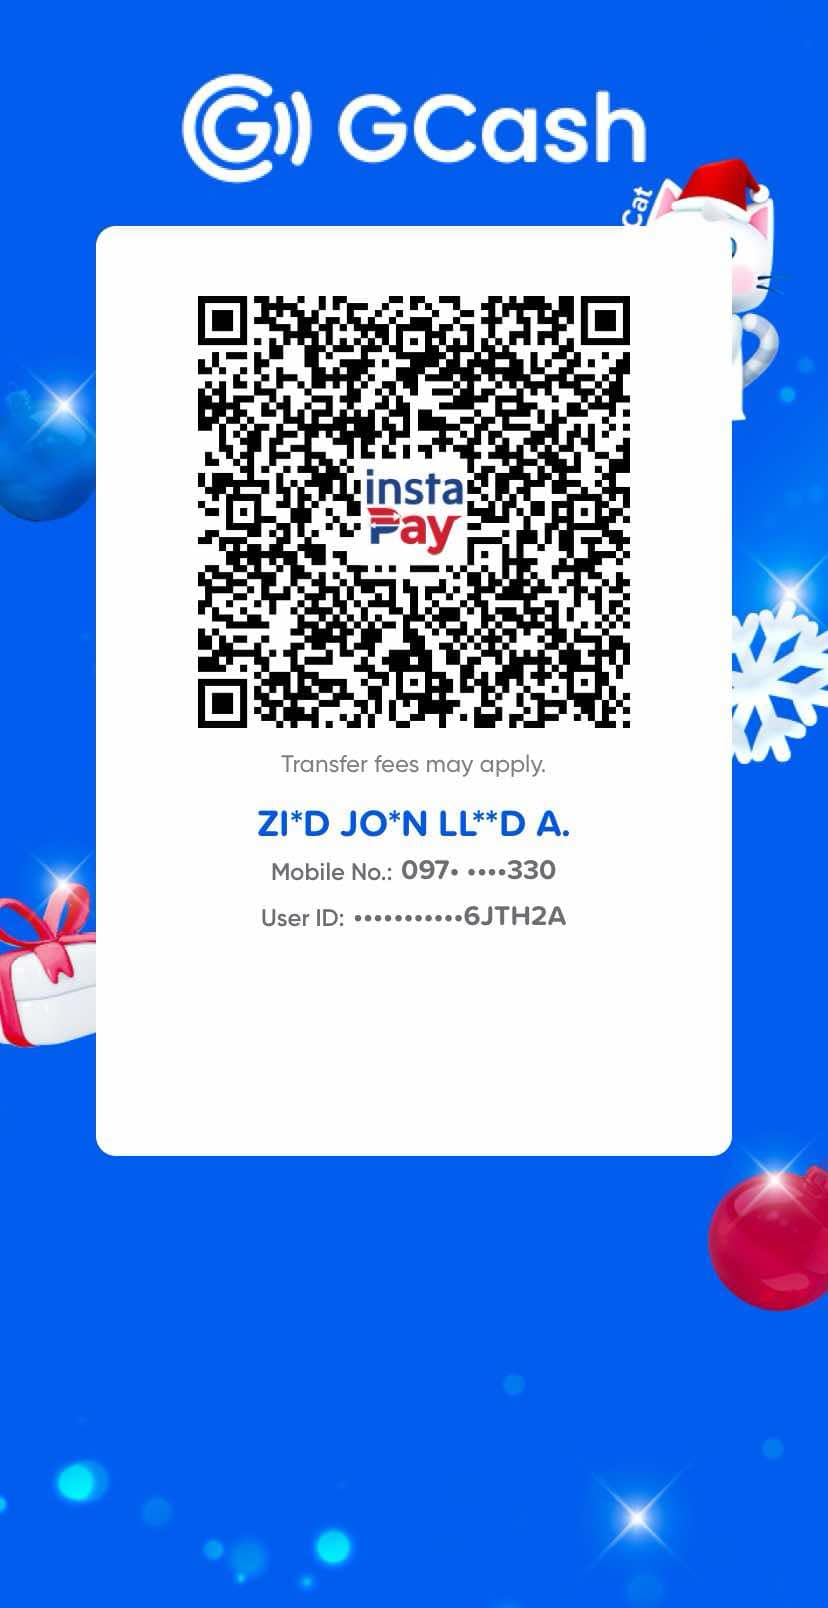 GCash
Cat
insta
Pay
Transfer fees may apply.
ZI*D JO*N LL**D A.
Mobile No.: 097• ••••330
User ID: •••••••••••6JTH2A